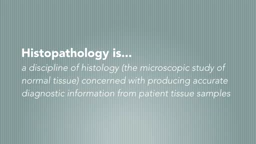 Histopathology is...
a discipline of histology (the microscopic study of
normal tissue) concerned with producing accurate
diagnostic information from patient tissue samples